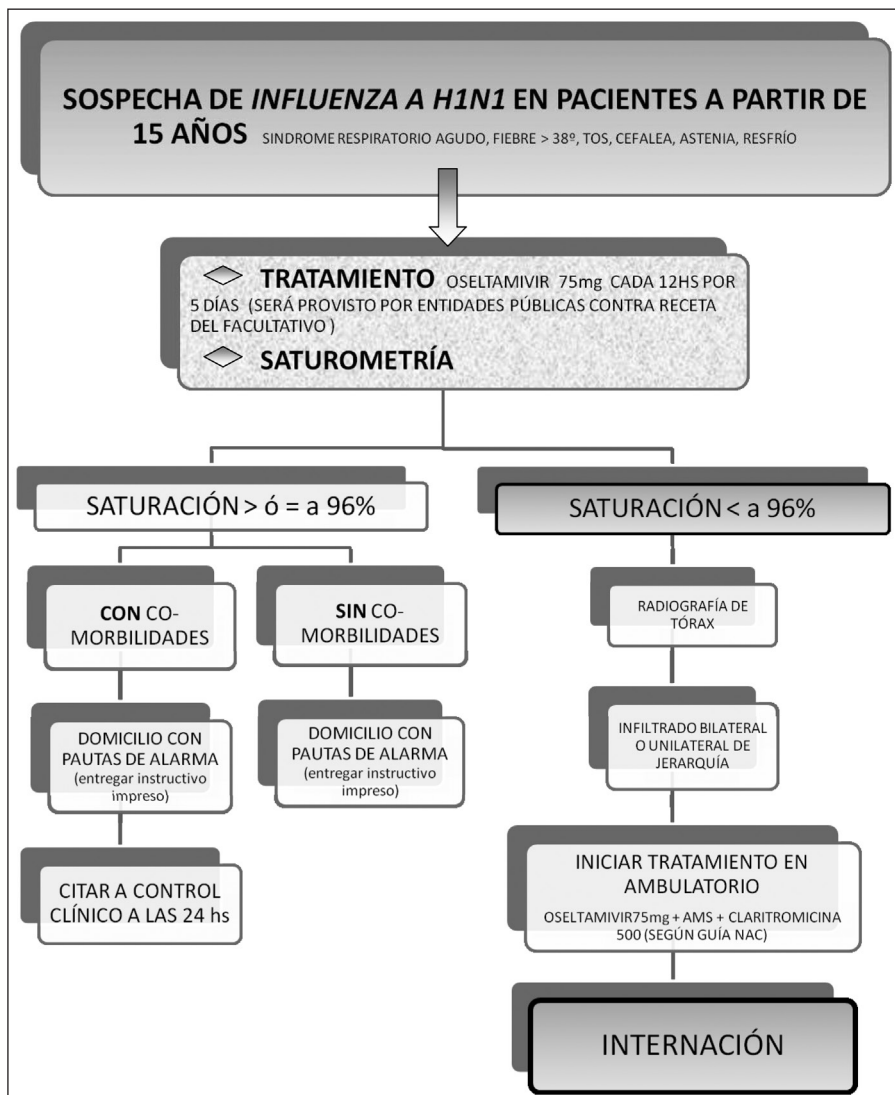 SOSPECHA DE INFLUENZA A H1N1 EN PACIENTES A PARTIR DE
15 AÑOS SINDROME RESPIRATORIO AGUDO, FIEBRE > 38º, TOS, CEFALEA, ASTENIA, RESFRÍO
TRATAMIENTO OSELTAMIVIR 75mg CADA 12HS POR
5 DÍAS (SERÁ PROVISTO POR ENTIDADES PÚBLICAS CONTRA RECETA
DEL FACULTATIVO )
SATUROMETRÍA
SATURACIÓN > ó = a 96%
CON CO-
MORBILIDADES
DOMICILIO CON
PAUTAS DE ALARMA
(entregar instructivo
impreso)
CITAR A CONTROL
CLÍNICO A LAS 24 hs
SIN CO-
MORBILIDADES
DOMICILIO CON
PAUTAS DE ALARMA
(entregar instructivo
impreso)
SATURACIÓN < a 96%
RADIOGRAFÍA DE
TÓRAX
INFILTRADO BILATERAL
O UNILATERAL DE
JERARQUÍA
INICIAR TRATAMIENTO EN
AMBULATORIO
OSELTAMIVIR75mg + AMS + CLARITROMICINA
500 (SEGÚN GUÍA NAC)
INTERNACIÓN